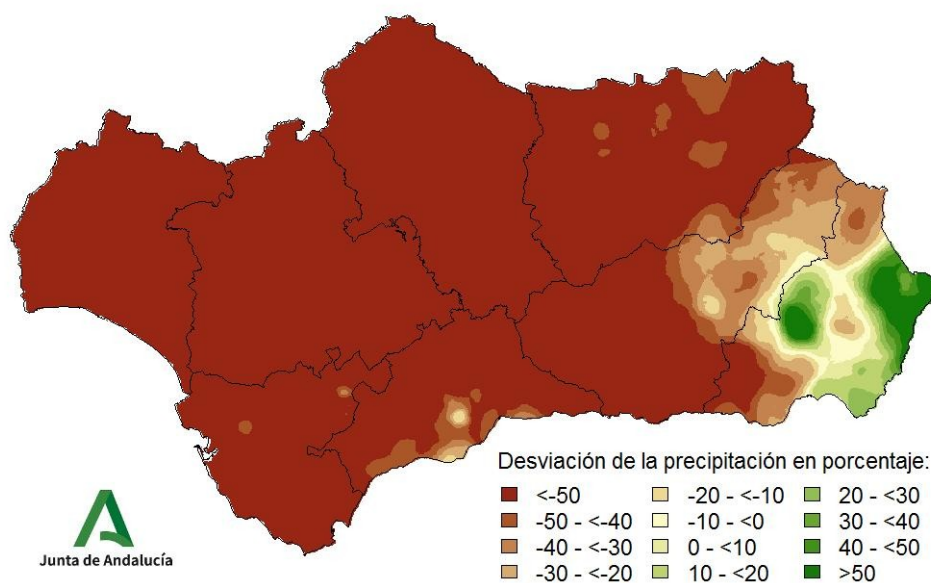 Desviación de la precipitación en porcentaje:
<-50
-50 - <-40
-40 - <-30
-30 - <-20
-20 - <-10
-10 - <0
0 - <10
10 - <20
20 - <30
30 - <40
40 - <50
>50
Junta de Andalucía